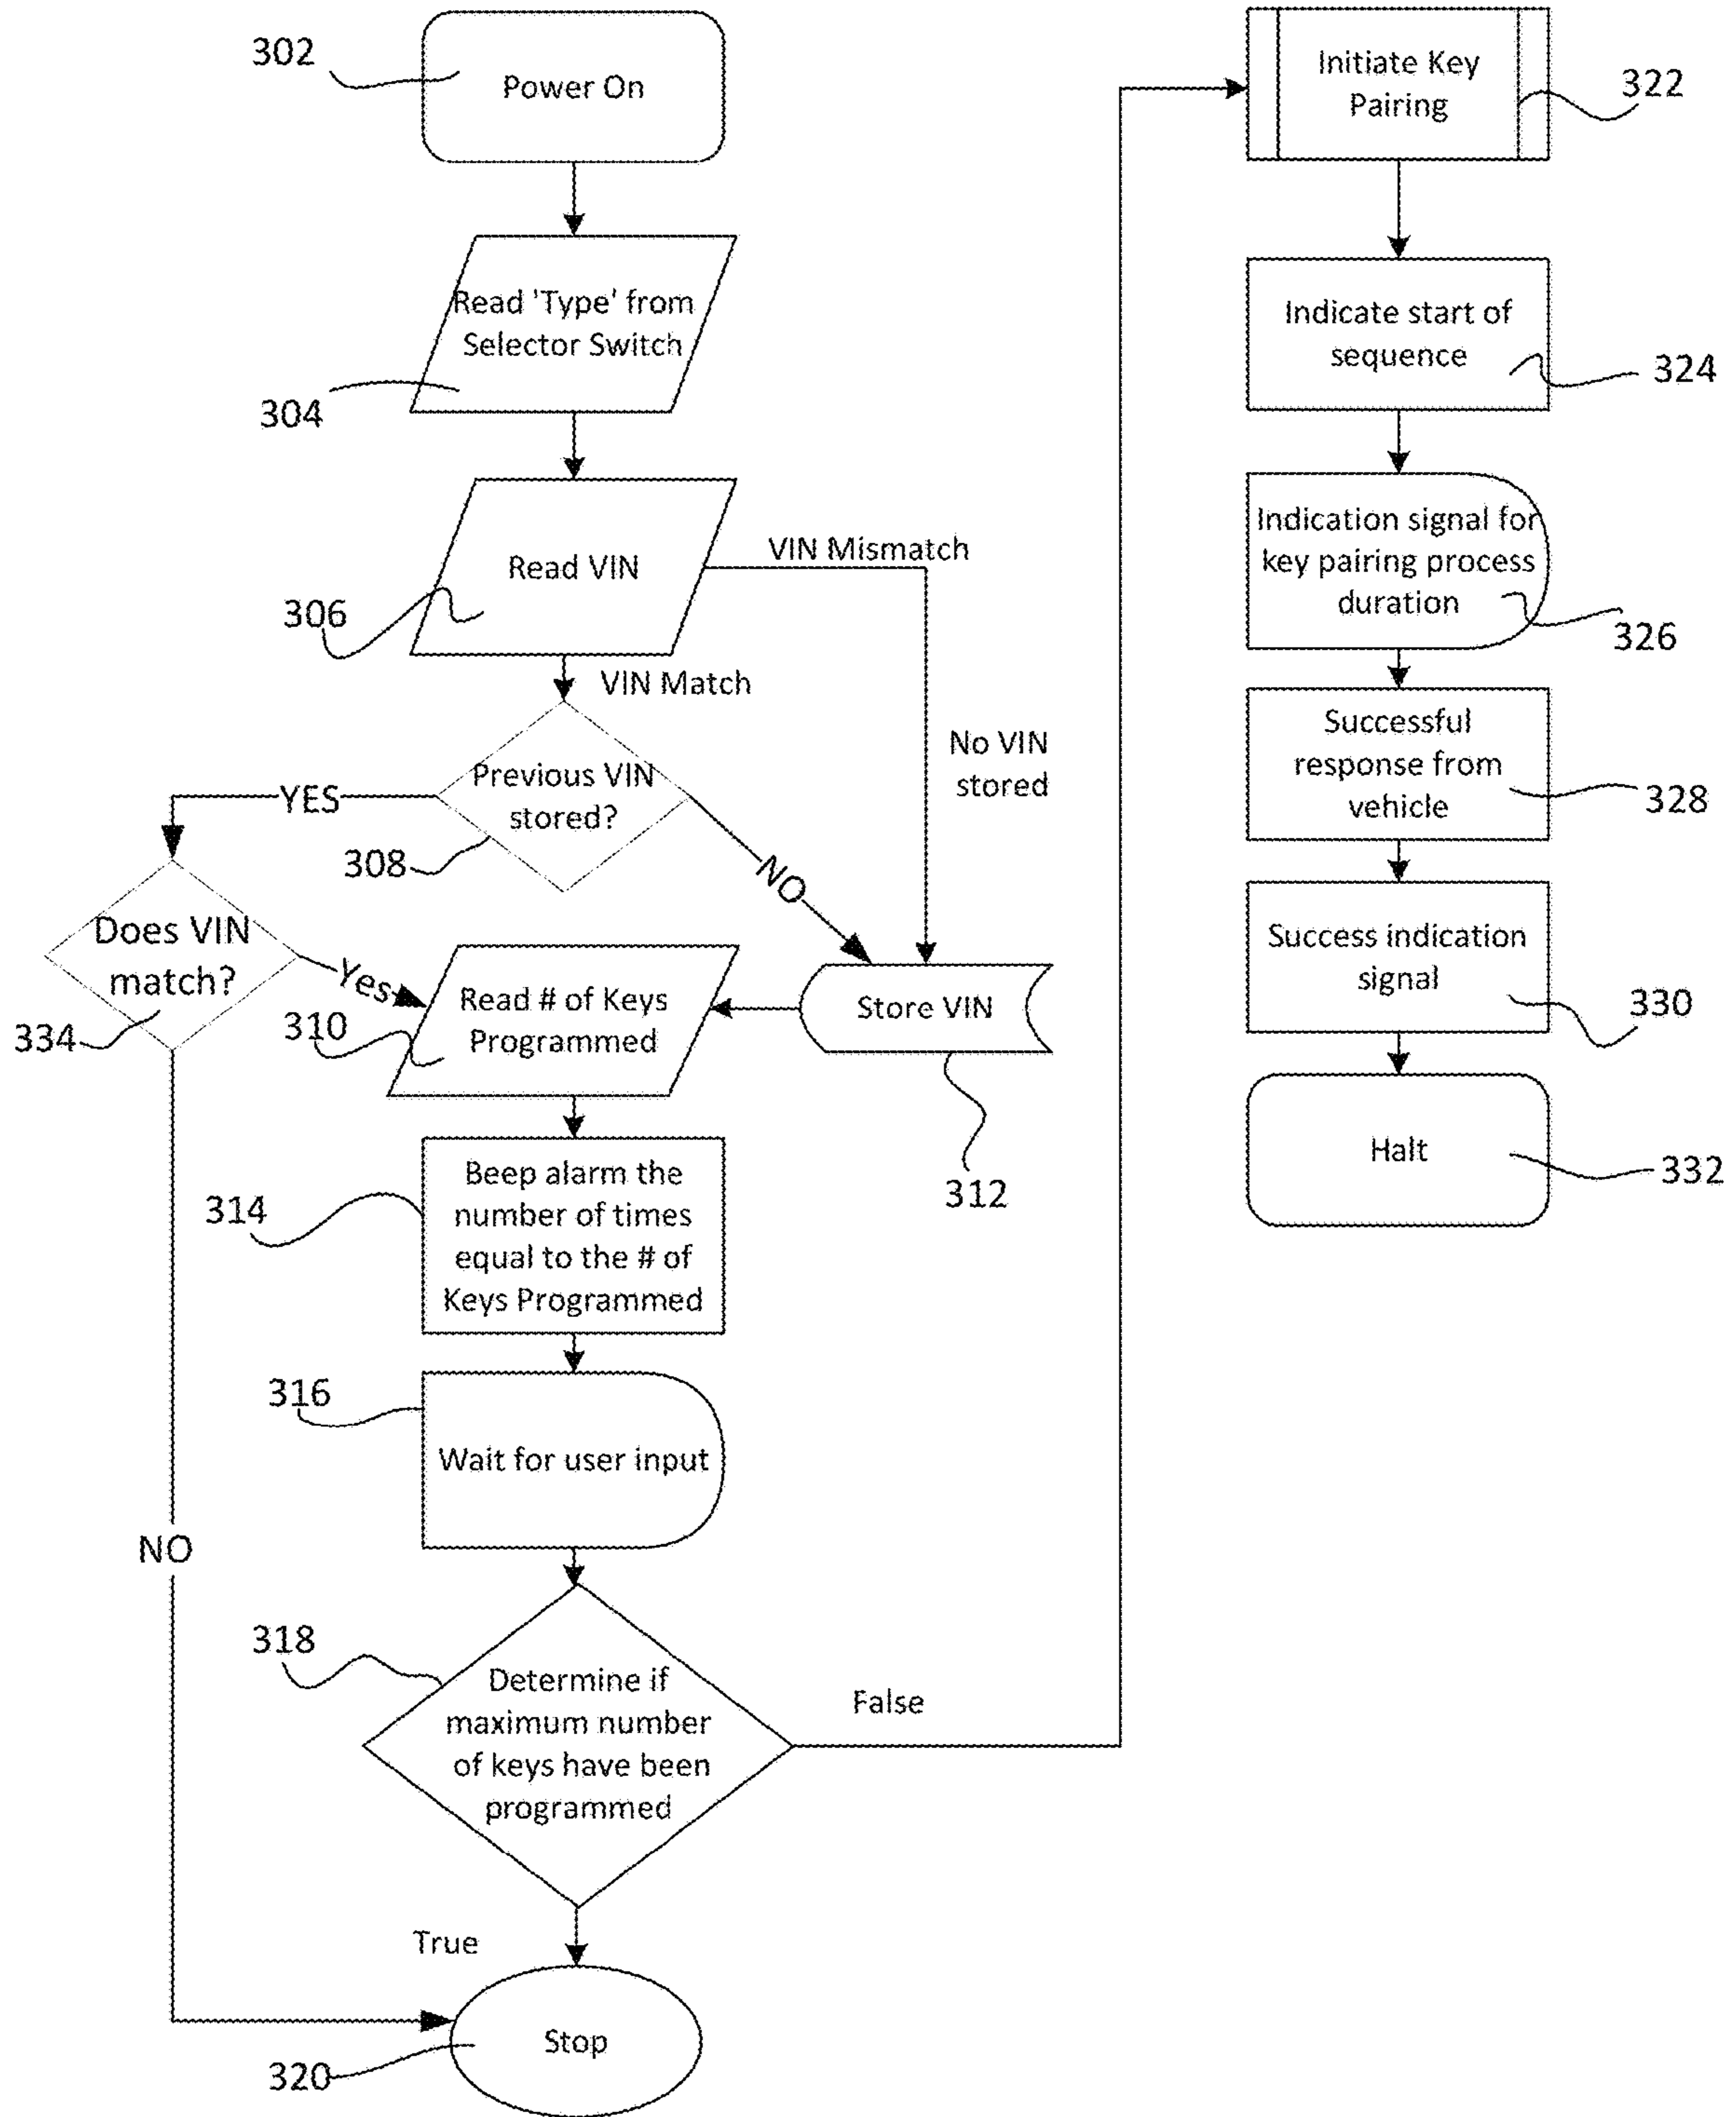 302
Power On
Read 'Type' from
Selector Switch
304
Read VIN
306
VIN Mismatch
VIN Match
No VIN
stored
Previous VIN
stored?
308
YES
NO
Does VIN
match?
334
Yes
Read # of Keys
Programmed
310
Store VIN
312
Beep alarm the
number of times
equal to the # of
Keys Programmed
314
316
Wait for user input
NO
318
Determine if
maximum number
of keys have been
programmed
False
True
Stop
320
Initiate Key
Pairing
322
Indicate start of
sequence
324
Indication signal for
key pairing process
duration
326
Successful
response from
vehicle
328
Success indication
signal
330
Halt
332